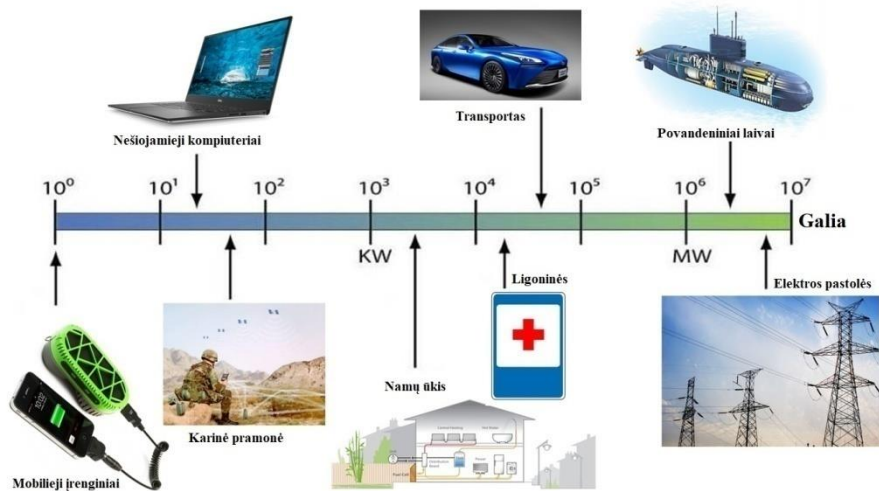 Nešiojamieji kompiuteriai
Transportas
Povandeniniai laivai
10⁰ 10¹ 10² 10³ 10⁴ 10⁵ 10⁶ 10⁷
Galia
KW MW
Ligoninės
Elektros pastolės
Namų ūkis
Karinė pramonė
Mobilieji įrenginiai